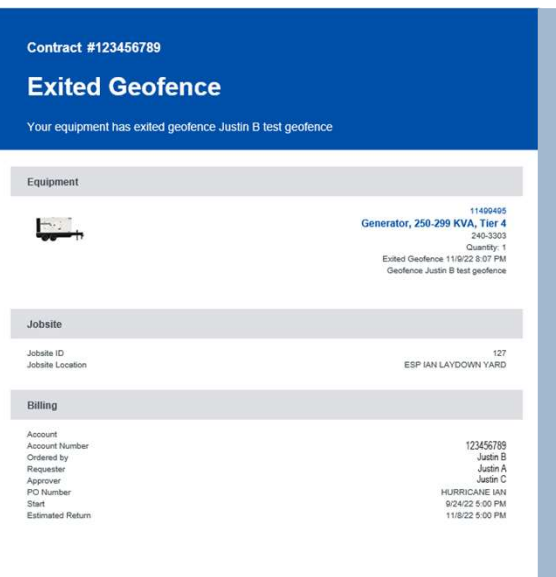 Contract #123456789
Exited Geofence
Your equipment has exited geofence Justin B test geofence
Equipment
11499495
Generator, 250-299 KVA, Tier 4
240-3303
Quantity: 1
Exited Geofence 11/9/22 8:07 PM
Geofence Justin B test geofence
Jobsite
Jobsite ID 127
Jobsite Location ESP IAN LAYDOWN YARD
Billing
Account
Account Number 123456789
Ordered by Justin B
Requester Justin A
Approver Justin C
PO Number HURRICANE IAN
Start 9/24/22 5:00 PM
Estimated Return 11/8/22 5:00 PM